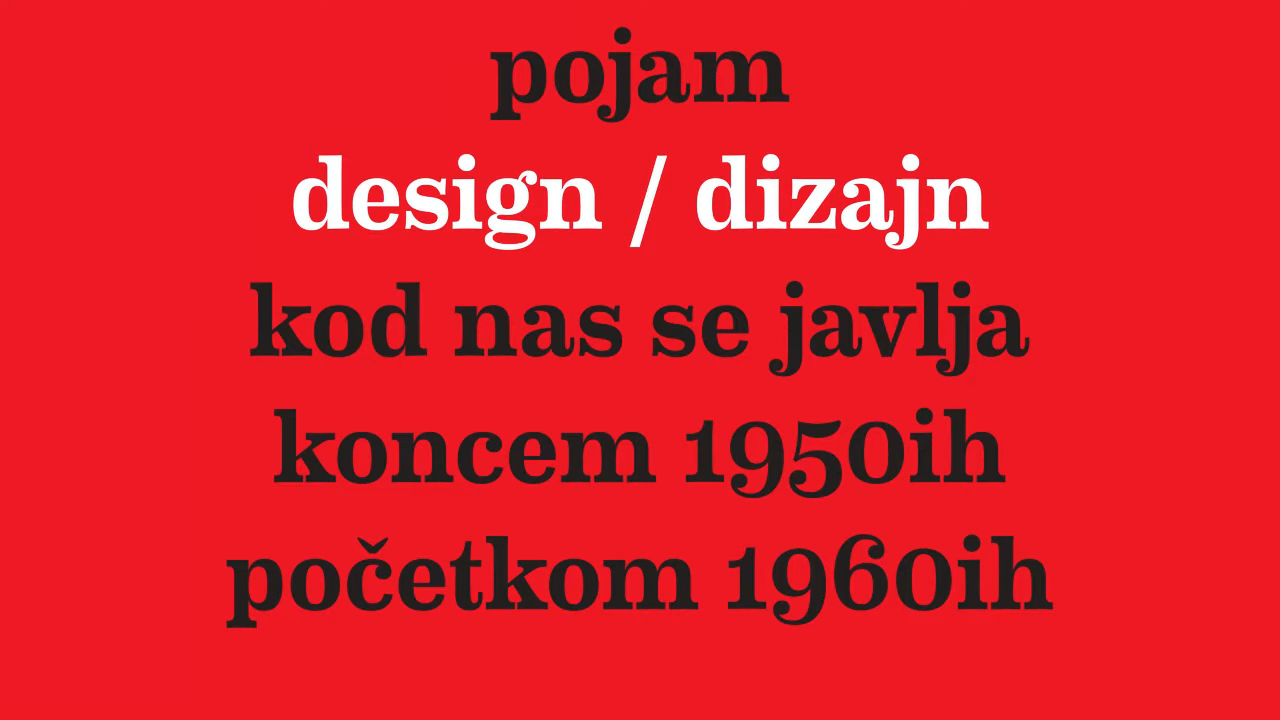 pojam
design / dizajn
kod nas se javlja
koncem 1950ih
početkom 1960ih